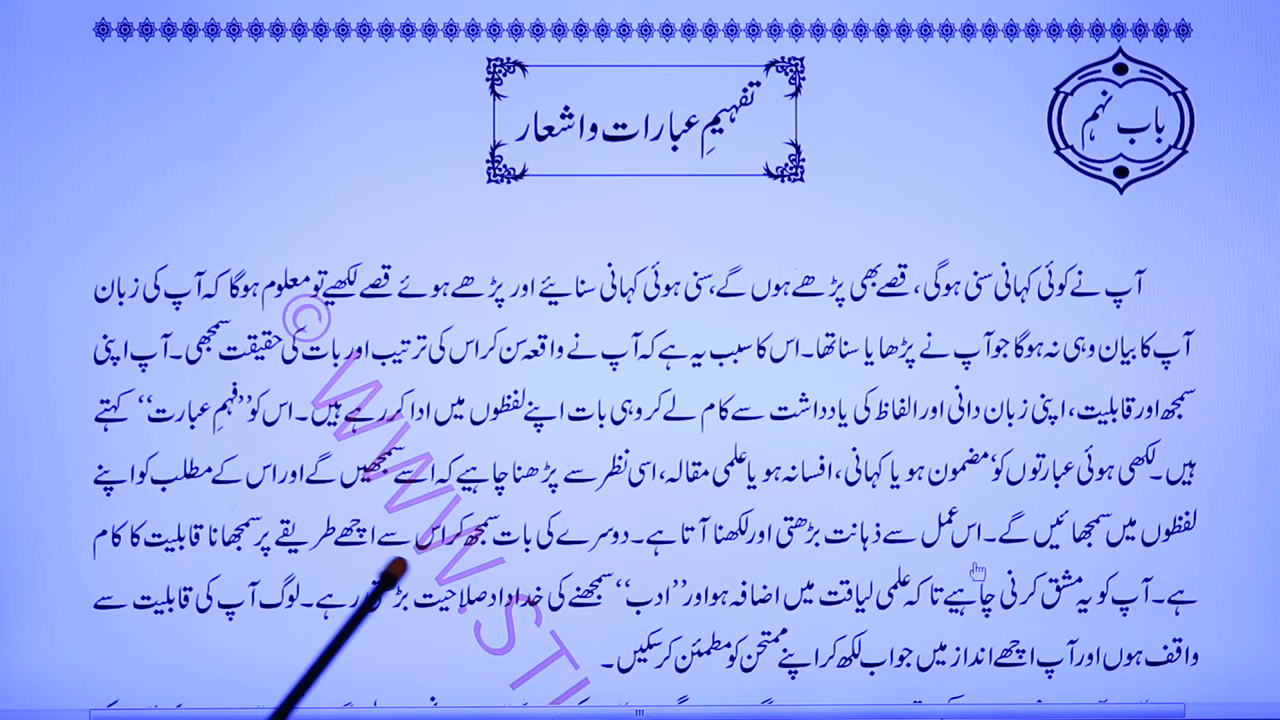 باب نہم
تفہیمِ عبارات و اشعار
آپ نے کوئی کہانی سنی ہوگی، قصے بھی پڑھے ہوں گے، سنی ہوئی کہانی سنایئے اور پڑھے ہوئے قصے لکھیے تو معلوم ہوگا کہ آپ کی زبان
آپ کا بیان وہی نہ ہوگا جو آپ نے پڑھا یا سنا تھا۔ اس کا سبب یہ ہے کہ آپ نے واقعہ سن کر اس کی ترتیب اور بات کی حقیقت سمجھی۔ آپ اپنی
سمجھ اور قابلیت، اپنی زبان دانی اور الفاظ کی یادداشت سے کام لے کر وہی بات اپنے لفظوں میں ادا کر رہے ہیں۔ اس کو ”فہمِ عبارت“ کہتے
ہیں۔ لکھی ہوئی عبارتوں کو ’مضمون ہو یا کہانی، افسانہ ہو یا علمی مقالہ، اسی نظر سے پڑھنا چاہیے کہ اسے سمجھیں گے اور اس کے مطلب کو اپنے
لفظوں میں سمجھائیں گے۔ اس عمل سے ذہانت بڑھتی اور لکھنا آتا ہے۔ دوسرے کی بات سمجھ کر اس سے اچھے طریقے پر سمجھانا قابلیت کا کام
ہے۔ آپ کو یہ مشق کرنی چاہیے تاکہ علمی لیاقت میں اضافہ ہو اور ”ادب“ سمجھنے کی خداداد صلاحیت رہے۔ لوگ آپ کی قابلیت سے
واقف ہوں اور آپ اچھے انداز میں جواب لکھ کر اپنے ممتحن کو مطمئن کر سکیں۔
© WWW.ST